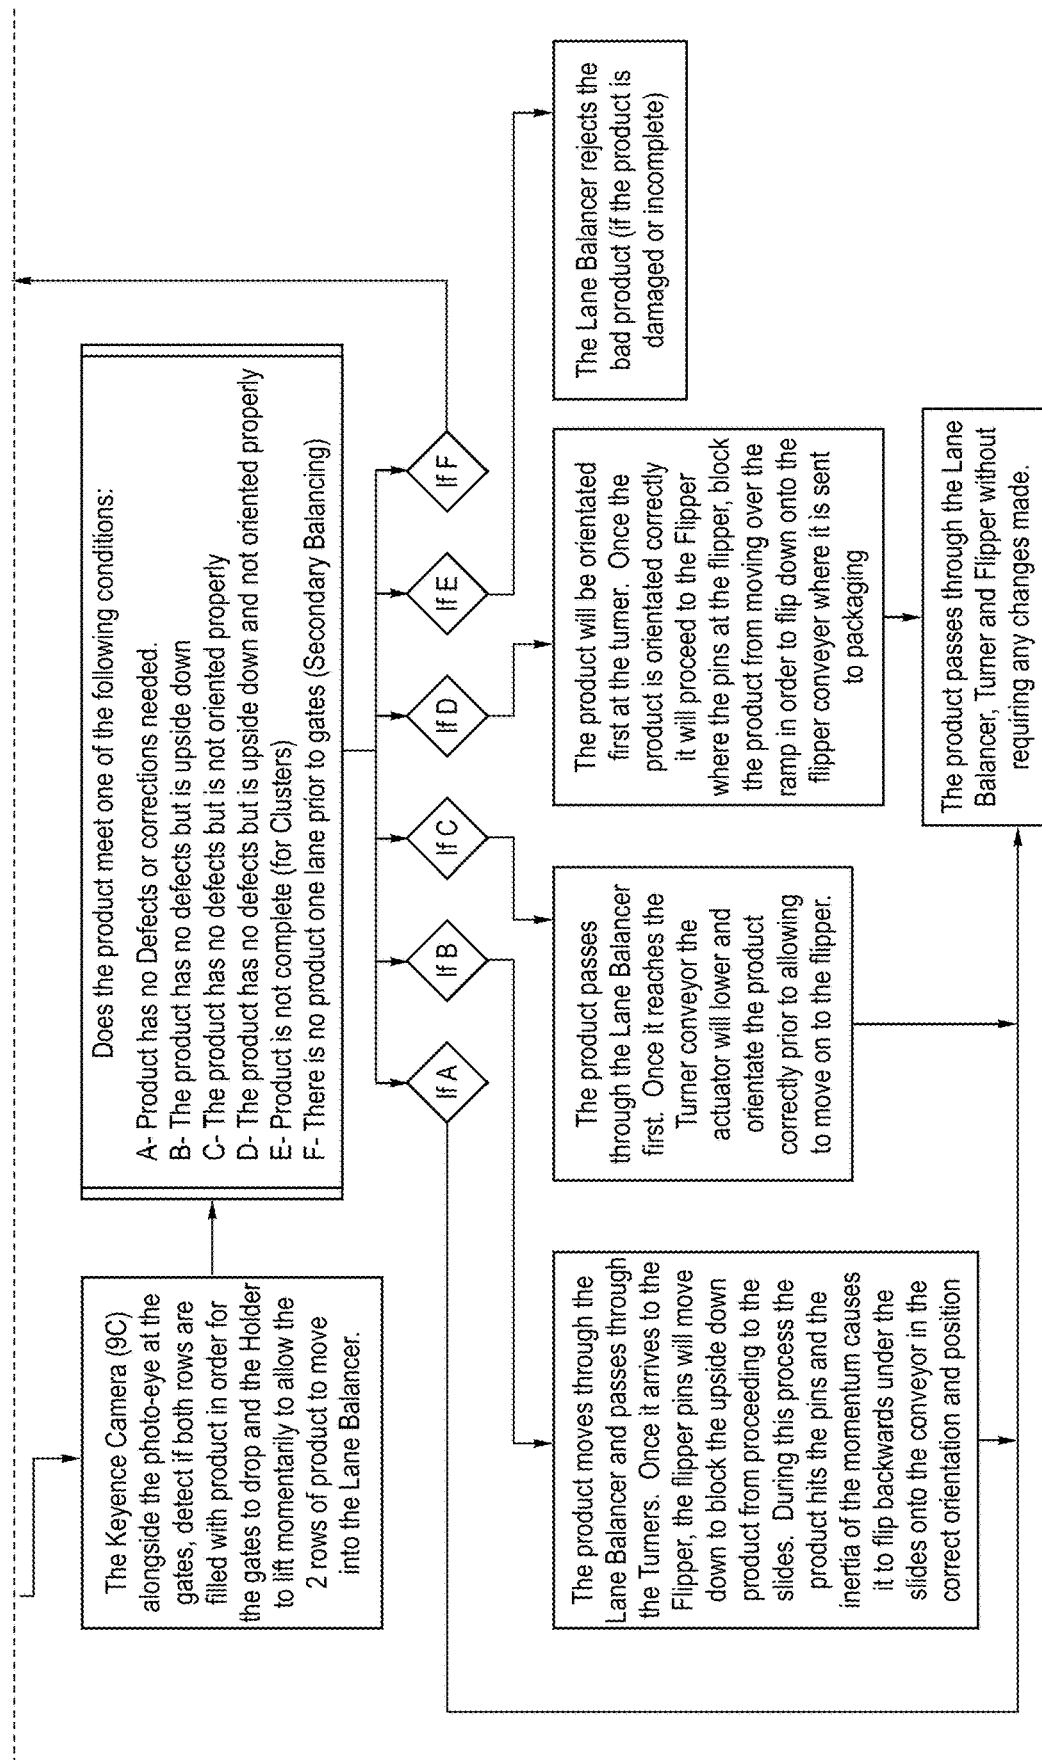 The Keyence Camera (9C)
alongside the photo-eye at the
gates, detect if both rows are
filled with product in order for
the gates to drop and the Holder
to lift momentarily to allow the
2 rows of product to move
into the Lane Balancer.
Does the product meet one of the following conditions:
A- Product has no Defects or corrections needed.
B- The product has no defects but is upside down
C- The product has no defects but is not oriented properly
D- The product has no defects but is upside down and not oriented properly
E- Product is not complete (for Clusters)
F- There is no product one lane prior to gates (Secondary Balancing)
If A
If B
If C
If D
If E
If F
The product moves through the
Lane Balancer and passes through
the Turners. Once it arrives to the
Flipper, the flipper pins will move
down to block the upside down
product from proceeding to the
slides. During this process the
product hits the pins and the
inertia of the momentum causes
it to flip backwards under the
slides onto the conveyor in the
correct orientation and position
The product passes
through the Lane Balancer
first. Once it reaches the
Turner conveyor the
actuator will lower and
orientate the product
correctly prior to allowing
to move on to the flipper.
The product will be orientated
first at the turner. Once the
product is orientated correctly
it will proceed to the Flipper
where the pins at the flipper, block
the product from moving over the
ramp in order to flip down onto the
flipper conveyer where it is sent
to packaging
The Lane Balancer rejects the
bad product (if the product is
damaged or incomplete)
The product passes through the Lane
Balancer, Turner and Flipper without
requiring any changes made.